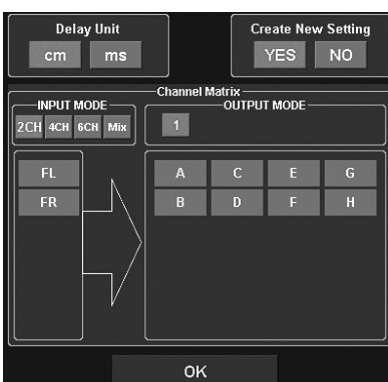 Delay Unit
cm ms
Create New Setting
YES NO
Channel Matrix
INPUT MODE
2CH 4CH 6CH Mix
OUTPUT MODE
1
FL
FR
A C E G
B D F H
OK